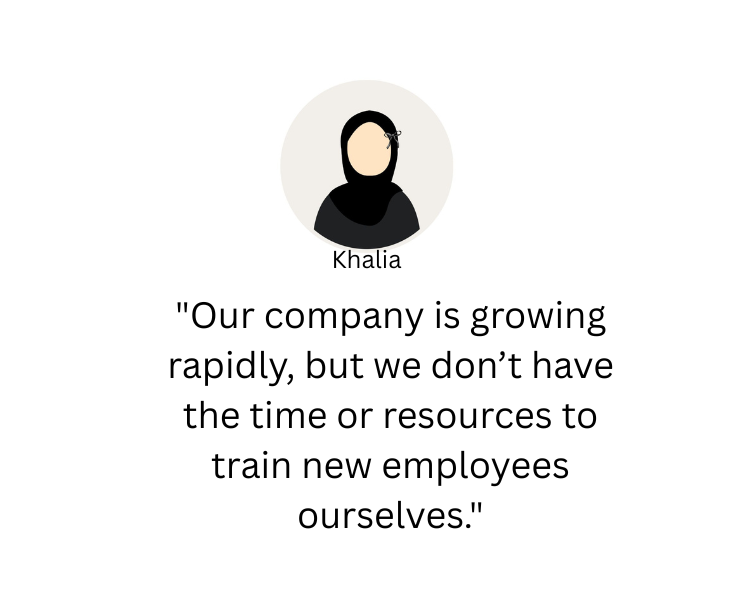 Khalia
"Our company is growing
rapidly, but we don’t have
the time or resources to
train new employees
ourselves."